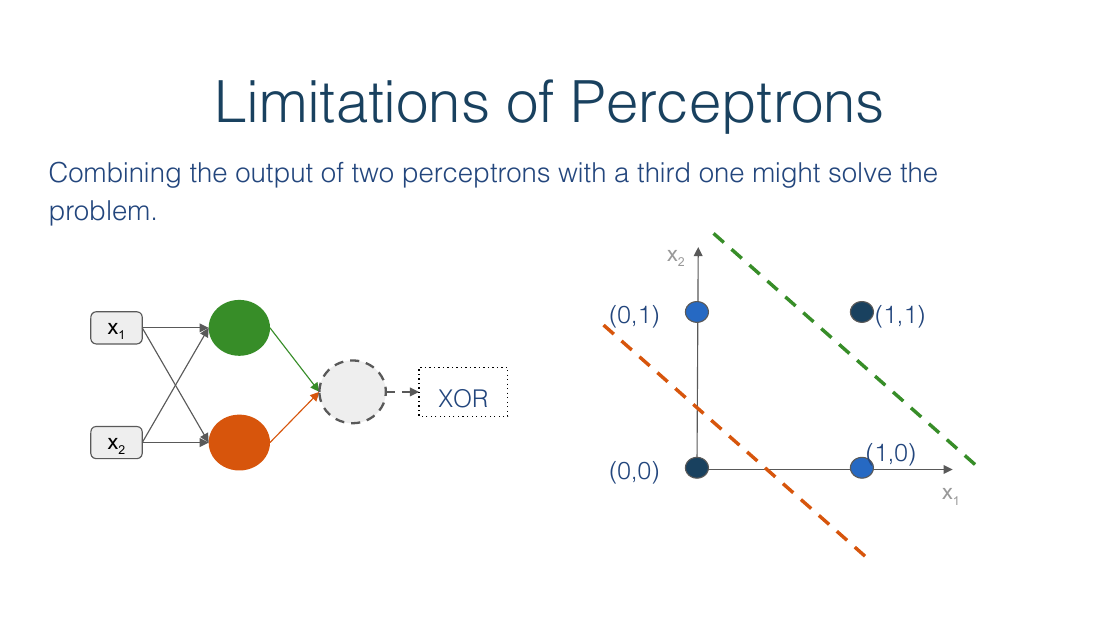 Limitations of Perceptrons
Combining the output of two perceptrons with a third one might solve the
problem.
x1
x2
XOR
x2
(0,1)
(1,1)
(0,0)
(1,0)
x1